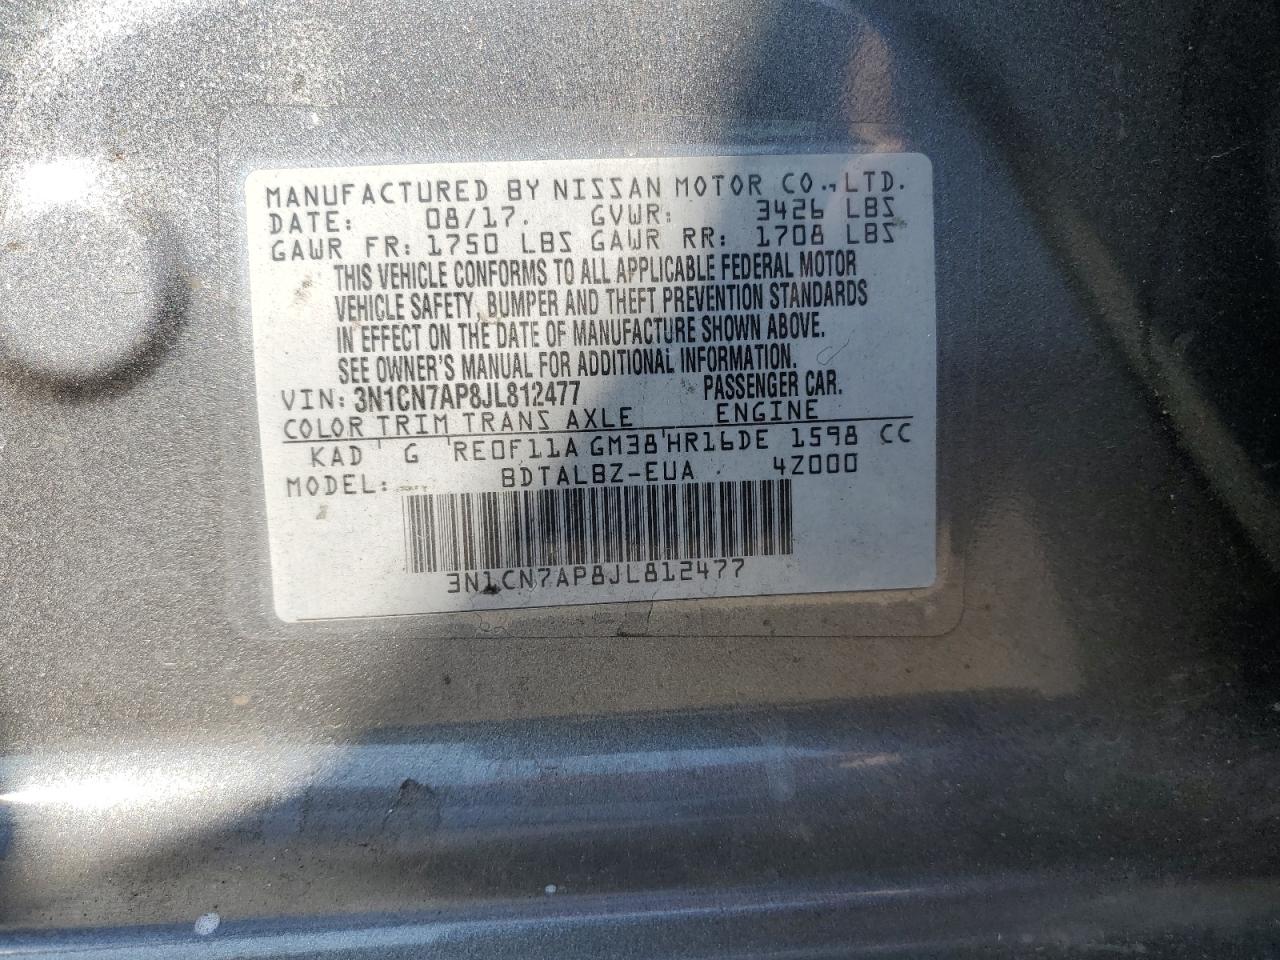 MANUFACTURED BY NISSAN MOTOR CO., LTD.
DATE: 08/17. GVWR: 3426 LBS
GAWR FR: 1750 LBS GAWR RR: 1708 LBS
THIS VEHICLE CONFORMS TO ALL APPLICABLE FEDERAL MOTOR
VEHICLE SAFETY, BUMPER AND THEFT PREVENTION STANDARDS
IN EFFECT ON THE DATE OF MANUFACTURE SHOWN ABOVE.
SEE OWNER'S MANUAL FOR ADDITIONAL INFORMATION.
VIN: 3N1CN7AP8JL812477 PASSENGER CAR.
COLOR TRIM TRANS AXLE ENGINE
KAD G RE0F11A GM38 HR16DE 1598 CC
MODEL: BDTALBZ-EUA 4Z000
3N1CN7AP8JL812477